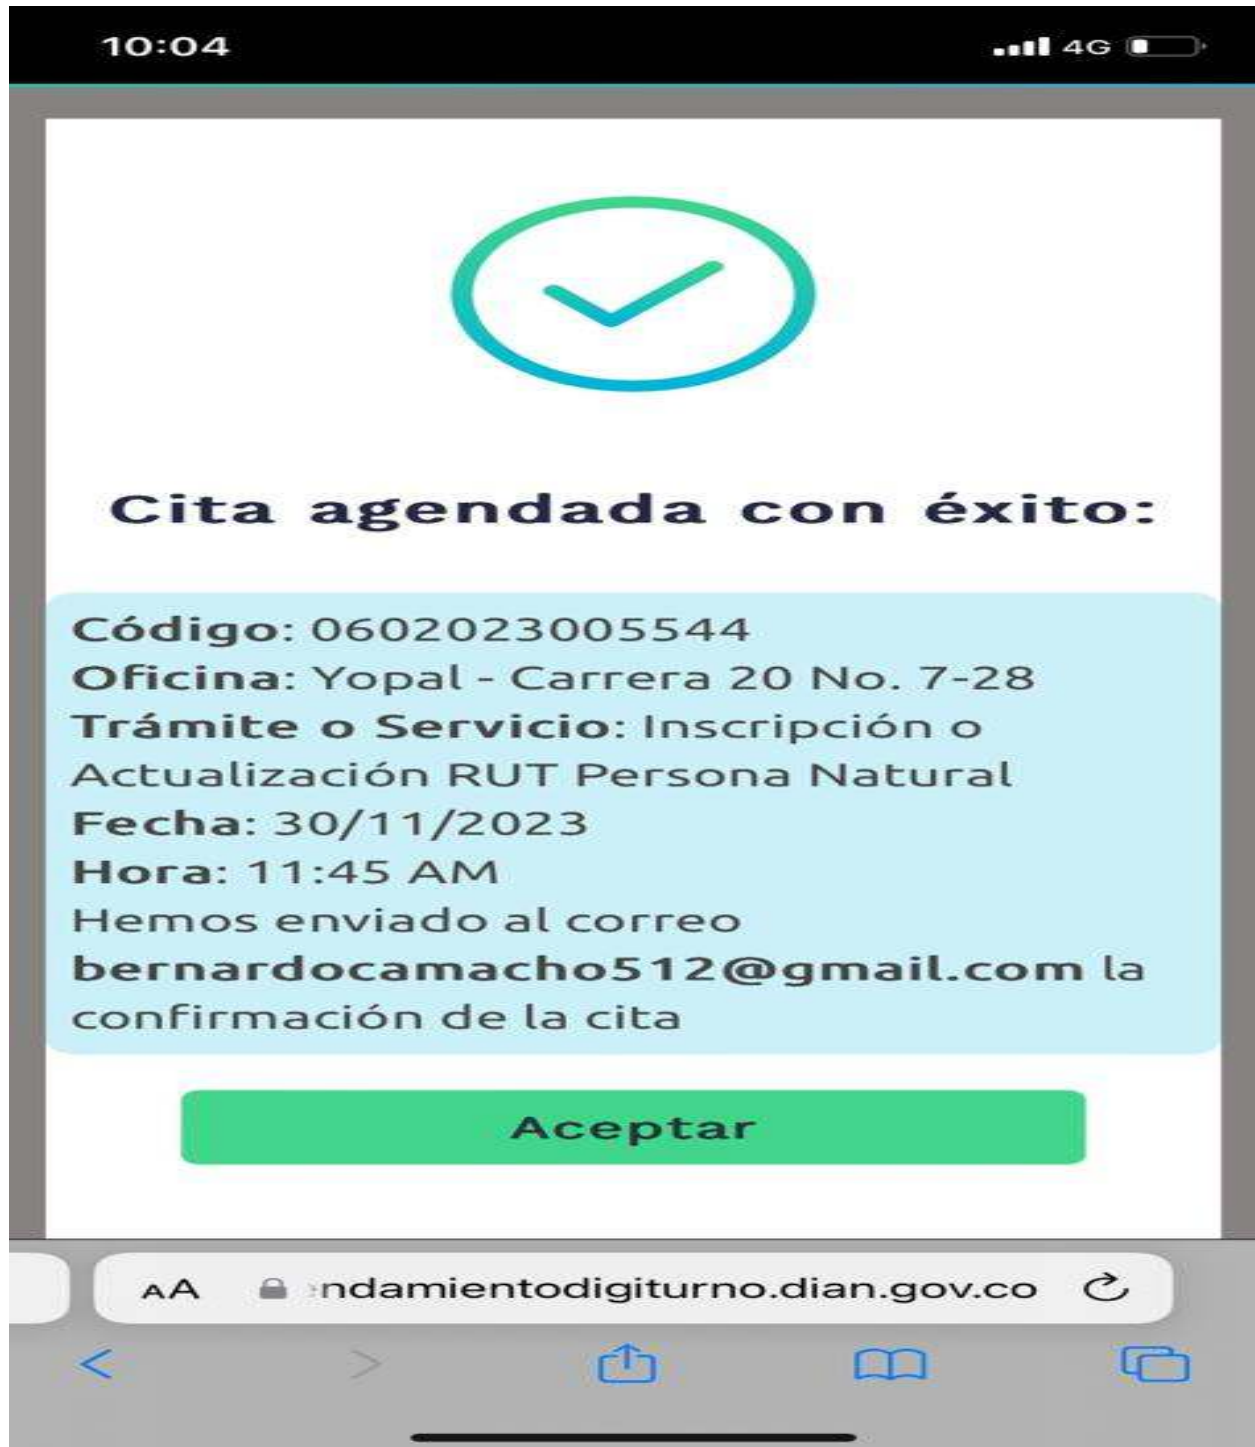 10:04
4G
Cita agendada con éxito:
Código: 0602023005544
Oficina: Yopal - Carrera 20 No. 7-28
Trámite o Servicio: Inscripción o
Actualización RUT Persona Natural
Fecha: 30/11/2023
Hora: 11:45 AM
Hemos enviado al correo
bernardocamacho512@gmail.com la
confirmación de la cita
Aceptar
AA ndamientodigiturno.dian.gov.co